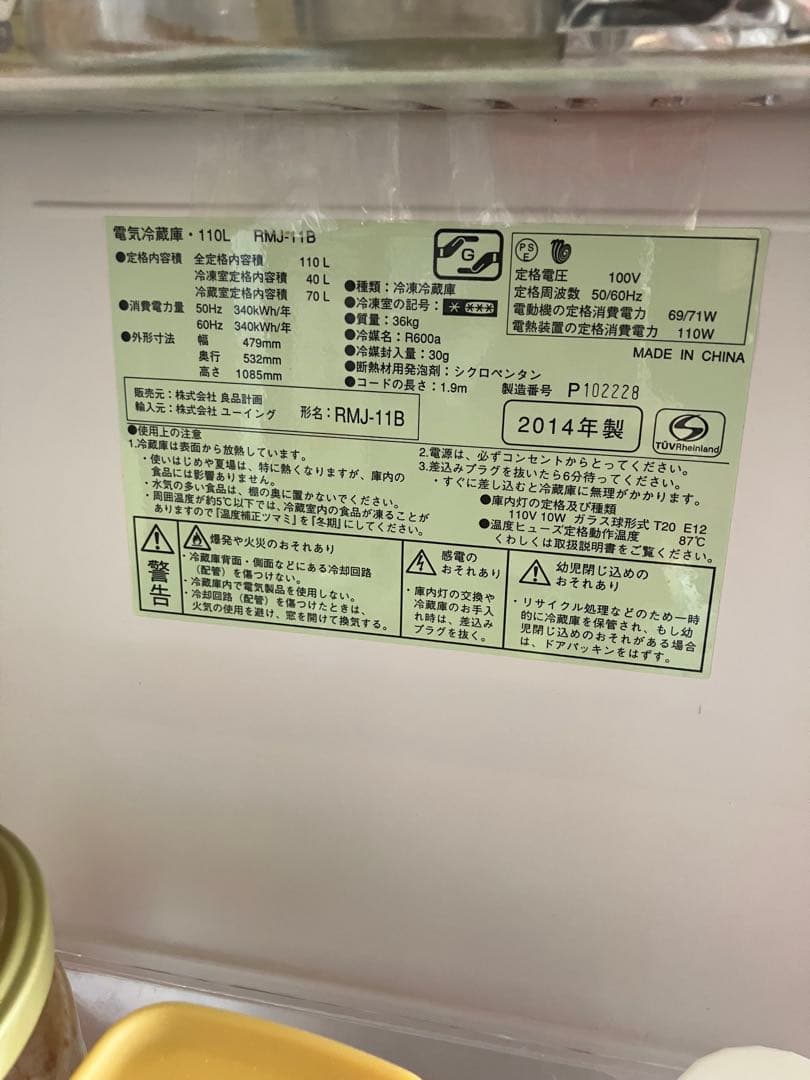 電気冷蔵庫・110L RMJ-11B
●定格内容積 全定格内容積 110 L
冷凍室定格内容積 40 L
冷蔵室定格内容積 70 L
●消費電力量 50Hz 340kWh/年
60Hz 340kWh/年
●外形寸法 幅 479mm
奥行 532mm
高さ 1085mm
G
●種類：冷凍冷蔵庫
●冷凍室の記号：* ***
●質量：36kg
●冷媒名：R600a
●冷媒封入量：30g
●断熱材用発泡剤：シクロペンタン
●コードの長さ：1.9m
PSE
定格電圧 100V
定格周波数 50/60Hz
電動機の定格消費電力 69/71W
電熱装置の定格消費電力 110W
MADE IN CHINA
製造番号 P102228
販売元：株式会社 良品計画
輸入元：株式会社 ユーイング
形名：RMJ-11B
2014年製
TÜVRheinland
●使用上の注意
1.冷蔵庫は表面から放熱しています。
・使いはじめや夏場は、特に熱くなりますが、庫内の
食品には影響ありません。
・水気の多い食品は、棚の奥に置かないでください。
・周囲温度が約5℃以下では、冷蔵室内の食品が凍ることが
ありますので『温度補正ツマミ』を『冬期』にしてください。
2.電源は、必ずコンセントからとってください。
3.差込みプラグを抜いたら6分待ってください。
・すぐに差し込むと冷蔵庫に無理がかかります。
●庫内灯の定格及び種類
110V 10W ガラス球形式 T20 E12
●温度ヒューズ定格動作温度 87℃
くわしくは取扱説明書をご覧ください。
警告
爆発や火災のおそれあり
・冷蔵庫背面・側面などにある冷却回路
（配管）を傷つけない。
・冷蔵庫内で電気製品を使用しない。
・冷却回路（配管）を傷つけたときは、
火気の使用を避け、窓を開けて換気する。
感電の
おそれあり
・庫内灯の交換や
冷蔵庫のお手入
れ時は、差込み
プラグを抜く。
幼児閉じ込めの
おそれあり
・リサイクル処理などのため一時
的に冷蔵庫を保管され、もし幼
児閉じ込めのおそれがある場合
は、ドアパッキンをはずす。